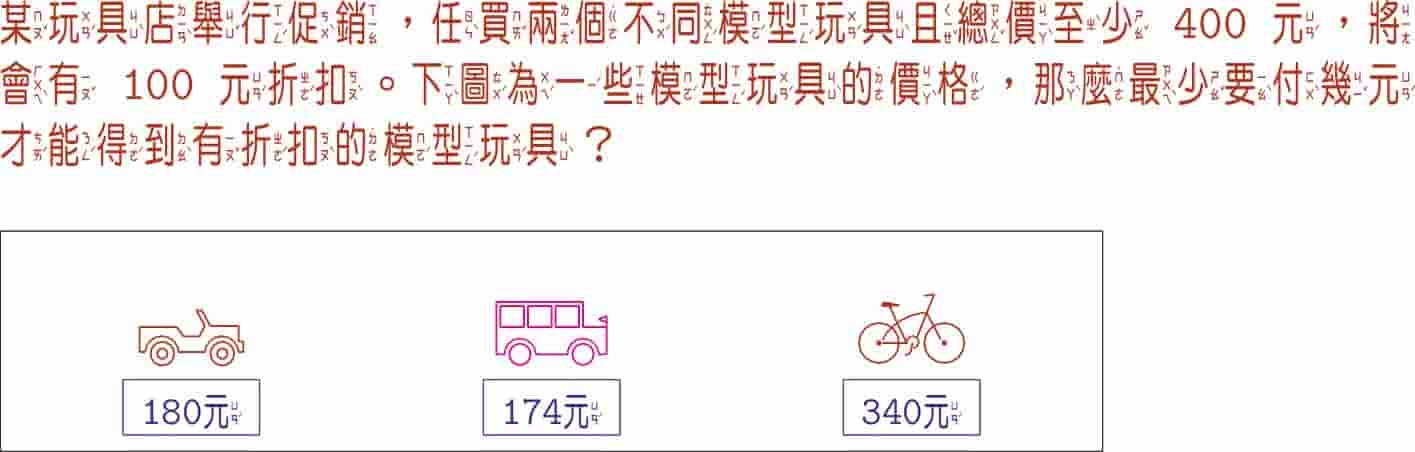 某玩具店舉行促銷，任買兩個不同模型玩具且總價至少 400 元，將
會有 100 元折扣。下圖為一些模型玩具的價格，那麼最少要付幾元
才能得到有折扣的模型玩具？
180元 174元 340元